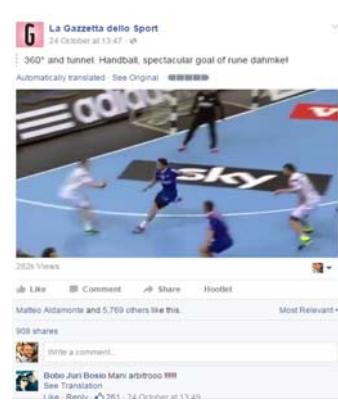 G La Gazzetta dello Sport
24 October at 13:47 ·
360° and tunnel. Handball, spectacular goal of rune dahmke!
Automatically translated · See Original
adidas
sky
282k Views
Like Comment Share Hootlet
Matteo Aldamonte and 5,769 others like this. Most Relevant
908 shares
Write a comment...
Bobo Juri Bosio Mani arbitrooo !!!!!!
See Translation
Like · Reply · 261 · 24 October at 13:49